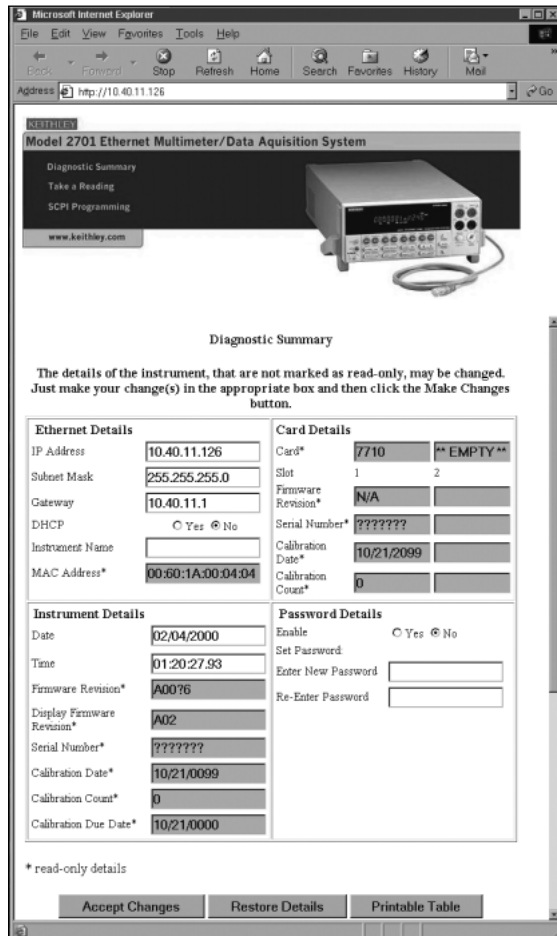 Microsoft Internet Explorer
File Edit View Favorites Tools Help
Back Forward Stop Refresh Home Search Favorites History Mail
Address http://10.40.11.126 Go
KEITHLEY
Model 2701 Ethernet Multimeter/Data Aquisition System
Diagnostic Summary
Take a Reading
SCPI Programming
www.keithley.com
Diagnostic Summary
The details of the instrument, that are not marked as read-only, may be changed.
Just make your change(s) in the appropriate box and then click the Make Changes
button.
Ethernet Details
IP Address 10.40.11.126
Subnet Mask 255.255.255.0
Gateway 10.40.11.1
DHCP Yes No
Instrument Name
MAC Address* 00:60:1A:00:04:04
Card Details
Card* 7710 ** EMPTY **
Slot 1 2
Firmware
Revision* N/A
Serial Number* ???????
Calibration
Date* 10/21/2099
Calibration
Count* 0
Instrument Details
Date 02/04/2000
Time 01:20:27.93
Firmware Revision* A00?6
Display Firmware
Revision* A02
Serial Number* ???????
Calibration Date* 10/21/0099
Calibration Count* 0
Calibration Due Date* 10/21/0000
Password Details
Enable Yes No
Set Password:
Enter New Password
Re-Enter Password
* read-only details
Accept Changes Restore Details Printable Table